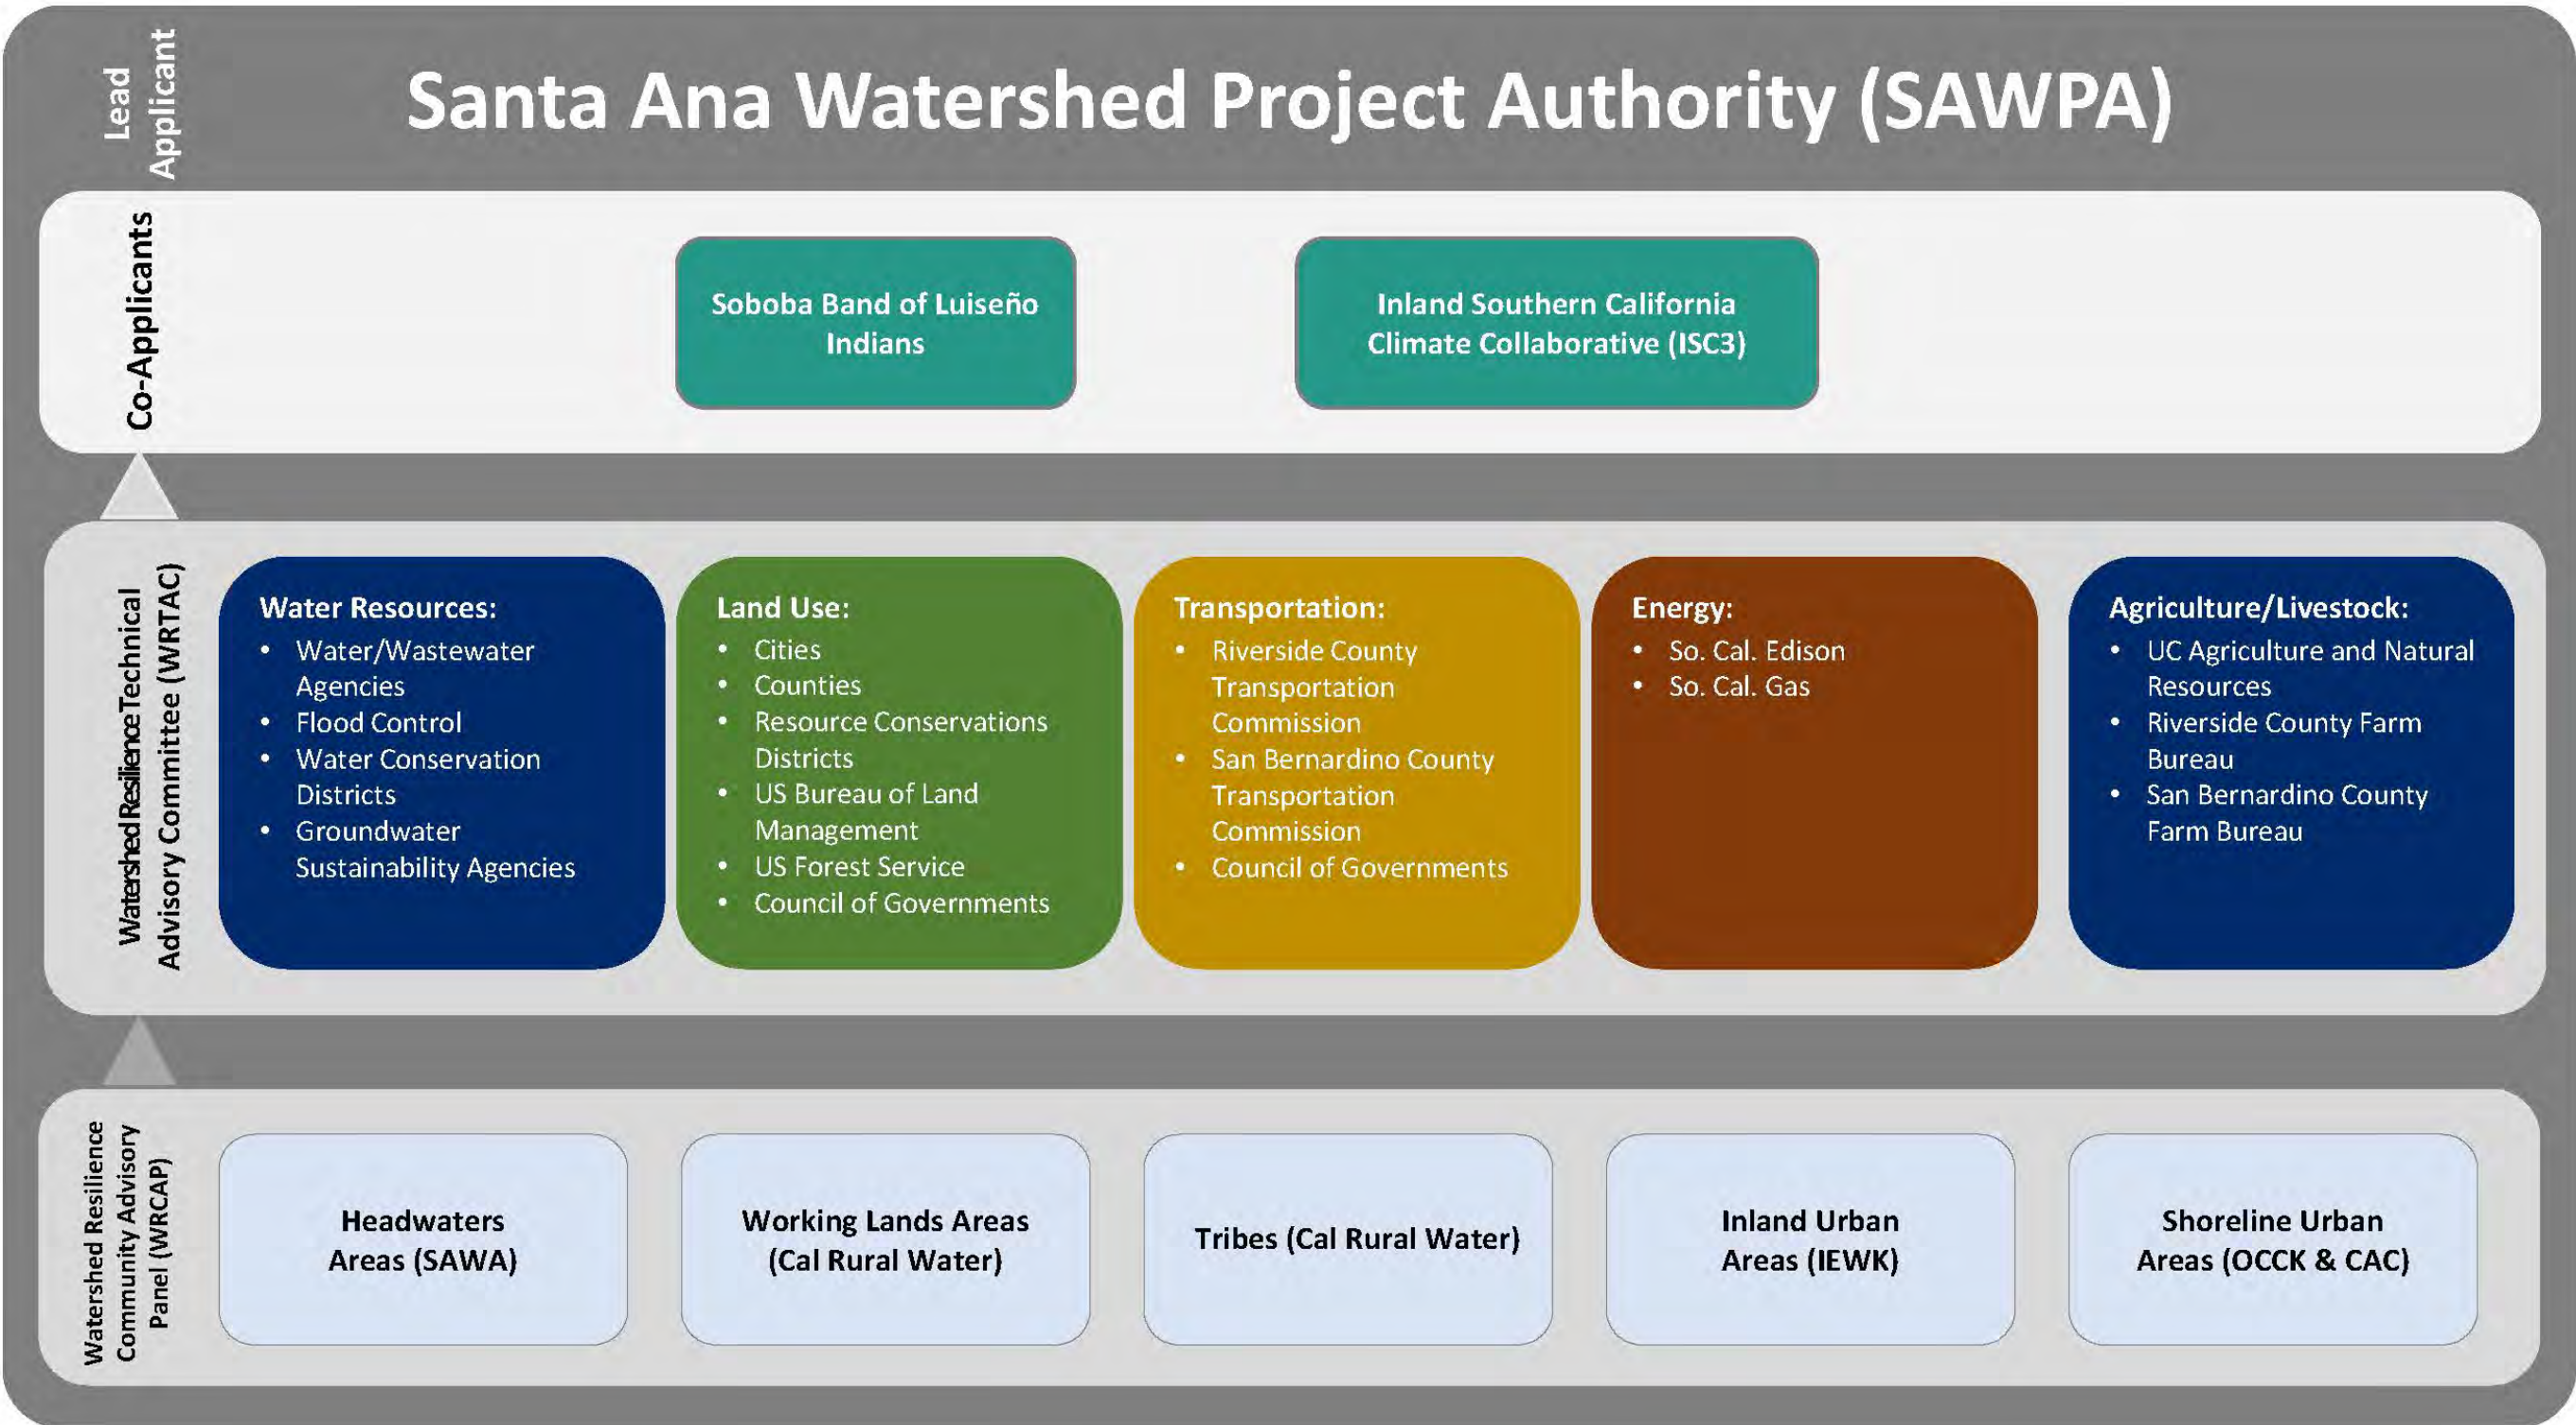 Lead
Applicant
Santa Ana Watershed Project Authority (SAWPA)
Co-Applicants
Soboba Band of Luiseño
Indians
Inland Southern California
Climate Collaborative (ISC3)
Watershed Resilience Technical
Advisory Committee (WRTAC)
Water Resources:
• Water/Wastewater
Agencies
• Flood Control
• Water Conservation
Districts
• Groundwater
Sustainability Agencies
Land Use:
• Cities
• Counties
• Resource Conservations
Districts
• US Bureau of Land
Management
• US Forest Service
• Council of Governments
Transportation:
• Riverside County
Transportation
Commission
• San Bernardino County
Transportation
Commission
• Council of Governments
Energy:
• So. Cal. Edison
• So. Cal. Gas
Agriculture/Livestock:
• UC Agriculture and Natural
Resources
• Riverside County Farm
Bureau
• San Bernardino County
Farm Bureau
Watershed Resilience
Community Advisory
Panel (WRCAP)
Headwaters
Areas (SAWA)
Working Lands Areas
(Cal Rural Water)
Tribes (Cal Rural Water)
Inland Urban
Areas (IEWK)
Shoreline Urban
Areas (OCCK & CAC)